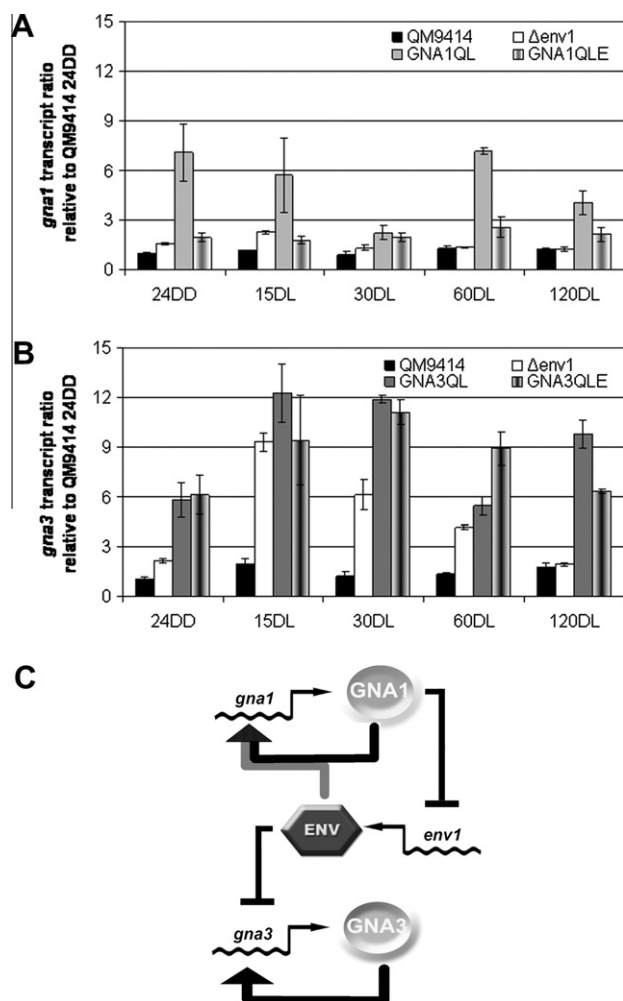 A
QM9414 Δenv1
GNA1QL GNA1QLE
gna1 transcript ratio
relative to QM9414 24DD
15
12
9
6
3
0
24DD 15DL 30DL 60DL 120DL
B
QM9414 Δenv1
GNA3QL GNA3QLE
gna3 transcript ratio
relative to QM9414 24DD
15
12
9
6
3
0
24DD 15DL 30DL 60DL 120DL
C
gna1
GNA1
ENV
env1
gna3
GNA3